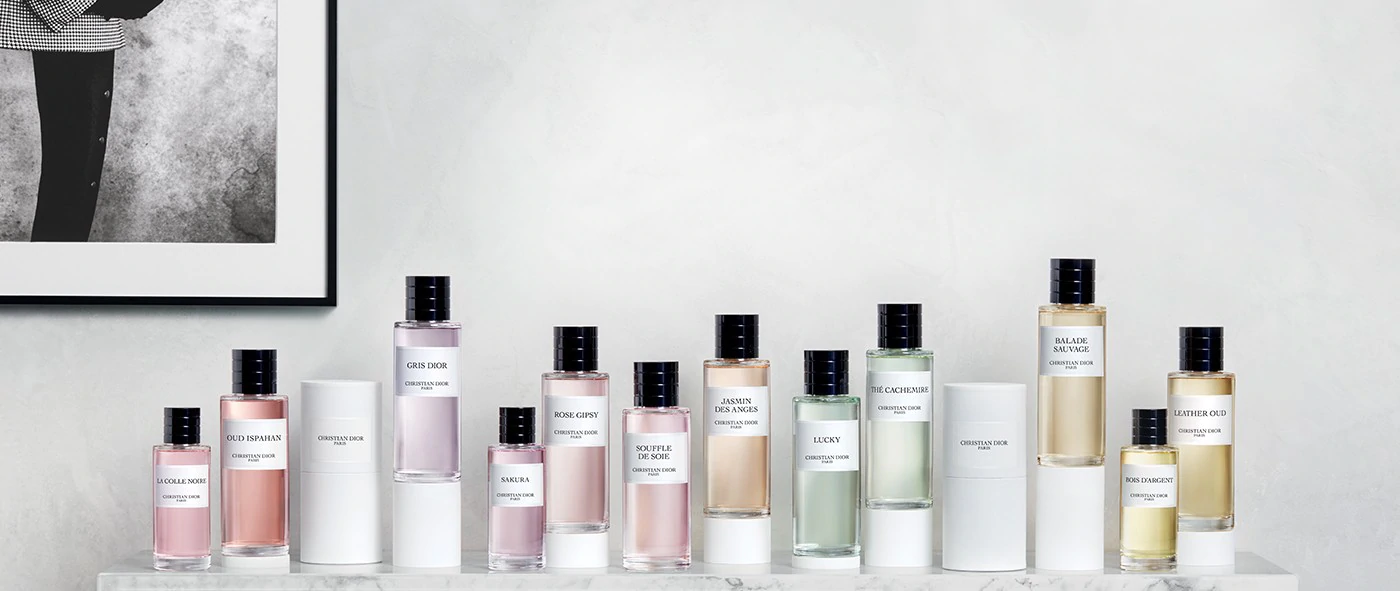 LA COLLE NOIRE
CHRISTIAN DIOR
PARIS
OUD ISPAHAN
CHRISTIAN DIOR
PARIS
CHRISTIAN DIOR
PARIS
GRIS DIOR
CHRISTIAN DIOR
PARIS
SAKURA
CHRISTIAN DIOR
PARIS
ROSE GIPSY
CHRISTIAN DIOR
PARIS
SOUFFLE
DE SOIE
CHRISTIAN DIOR
PARIS
JASMIN
DES ANGES
CHRISTIAN DIOR
PARIS
LUCKY
CHRISTIAN DIOR
PARIS
THÉ CACHEMIRE
CHRISTIAN DIOR
PARIS
CHRISTIAN DIOR
PARIS
BALADE
SAUVAGE
CHRISTIAN DIOR
PARIS
BOIS D'ARGENT
CHRISTIAN DIOR
PARIS
LEATHER OUD
CHRISTIAN DIOR
PARIS